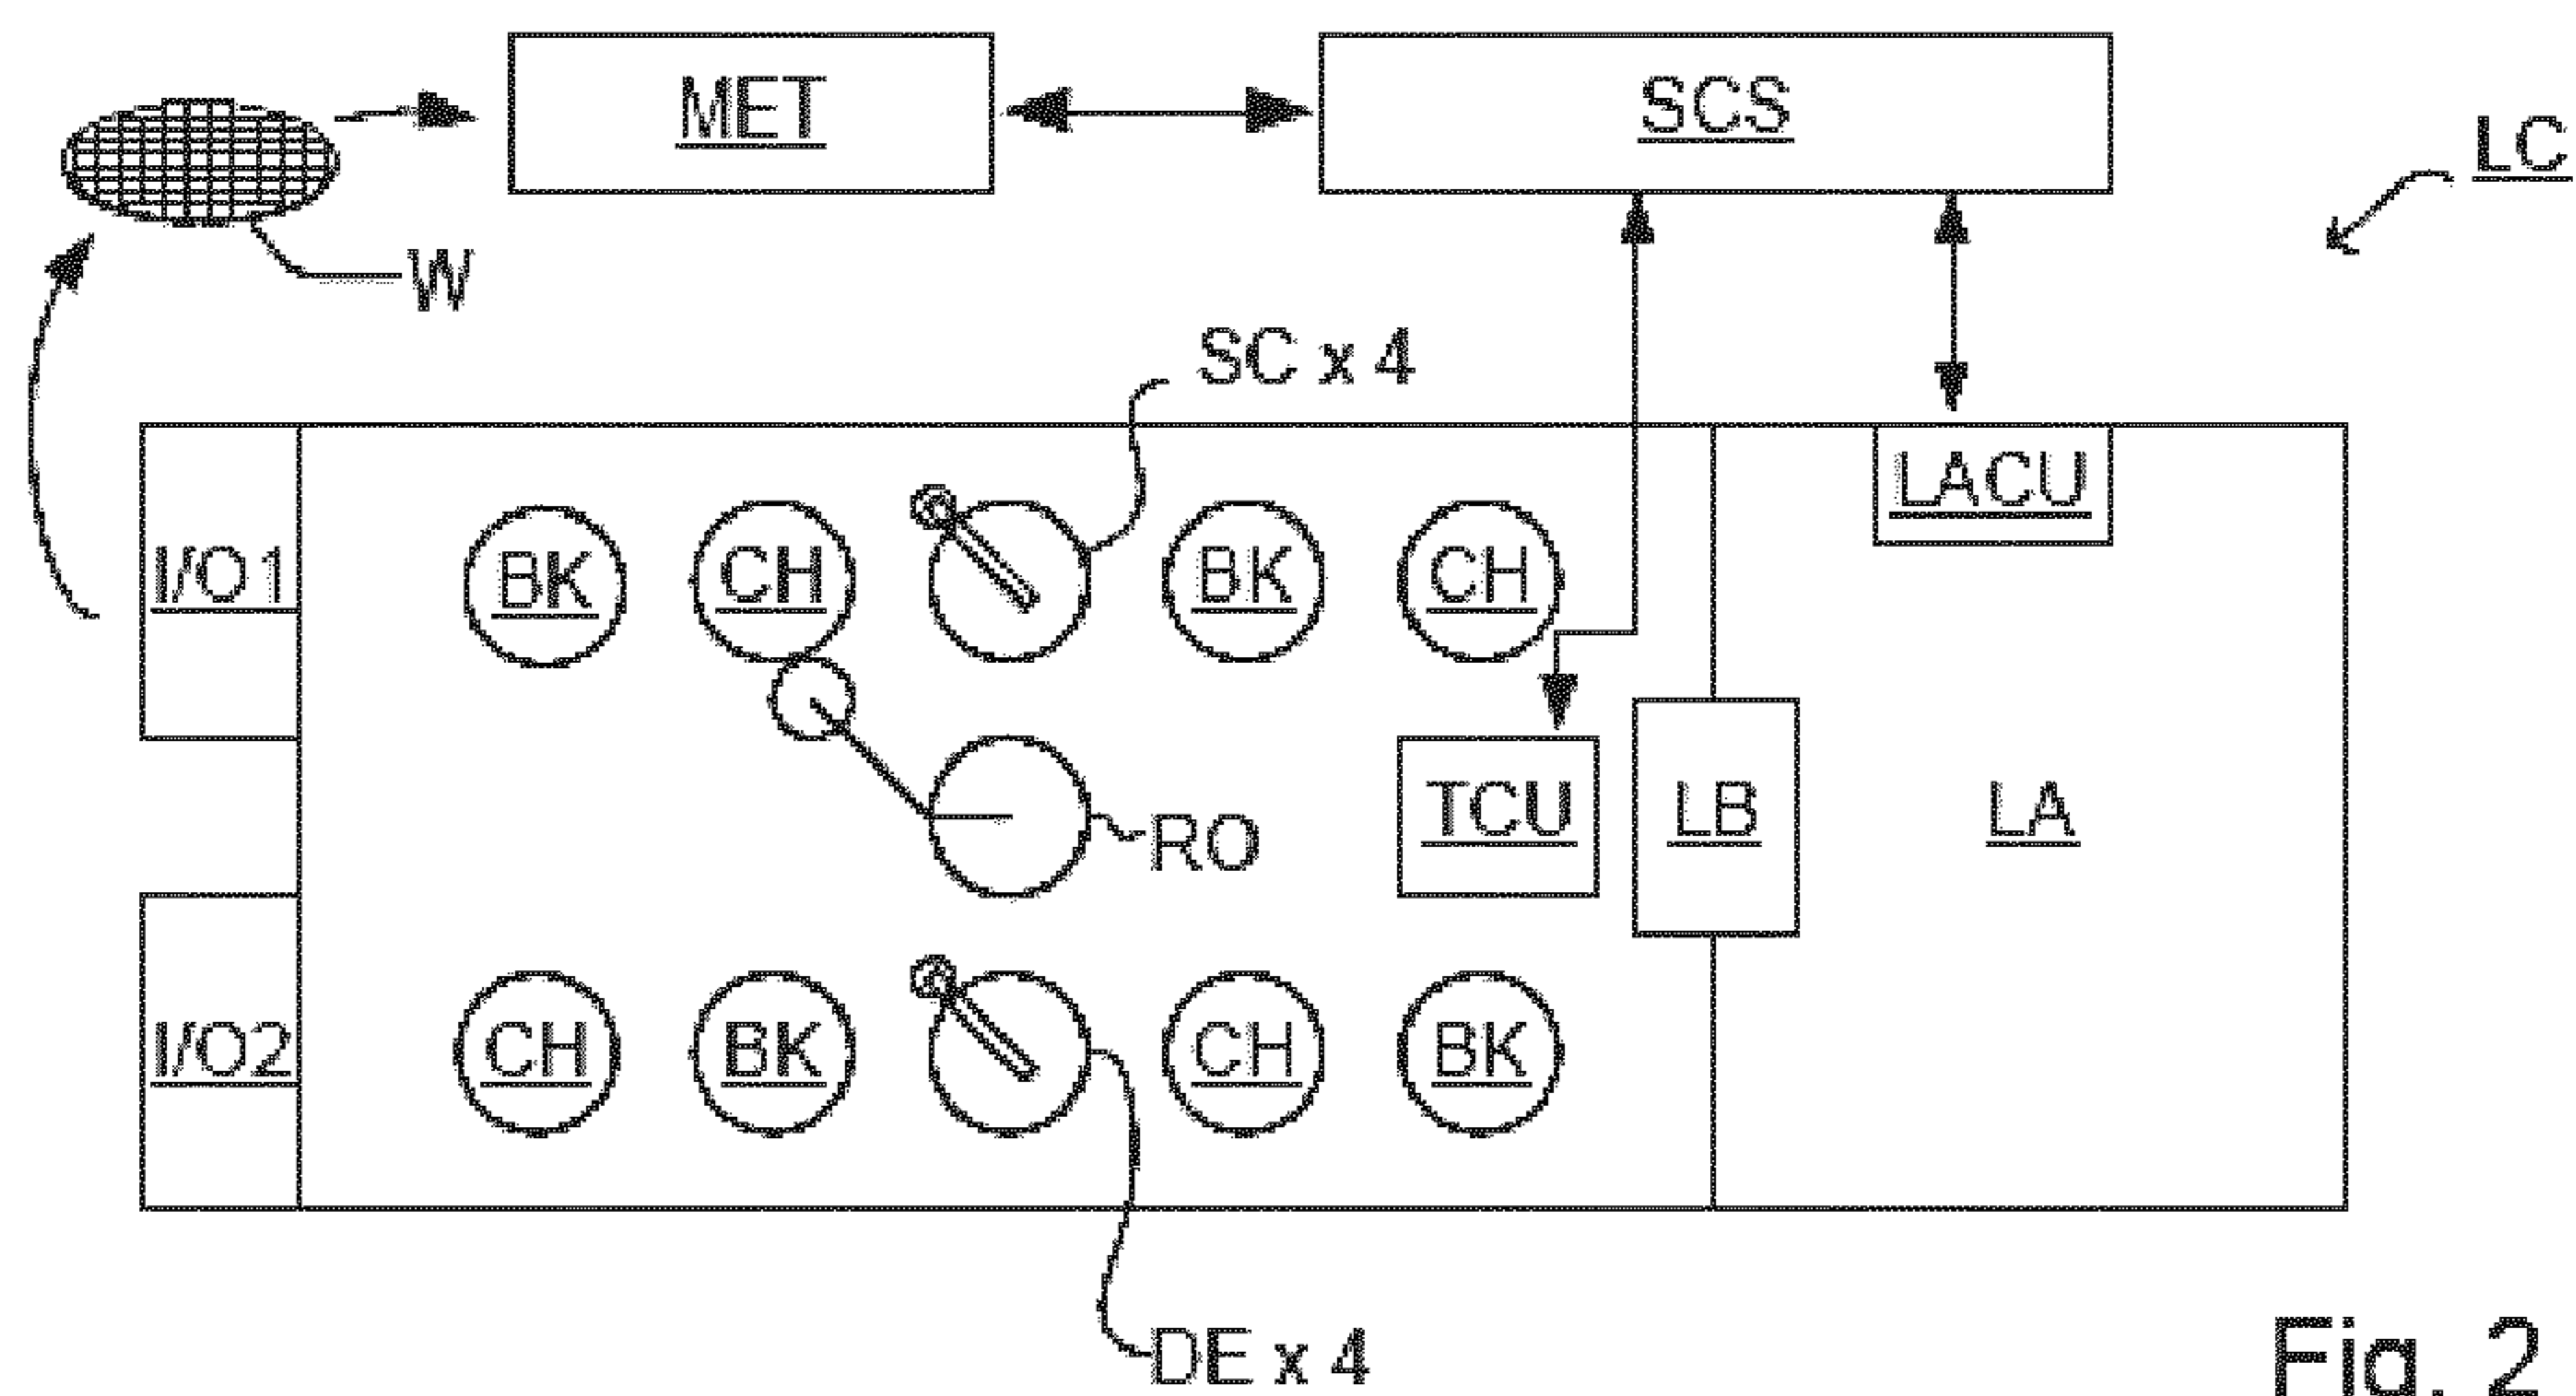 MET
SCS
LC
W
SC x 4
LACU
I/O1
BK
CH
BK
CH
RO
TCU
LB
LA
I/O2
CH
BK
CH
BK
DE x 4
Fig. 2